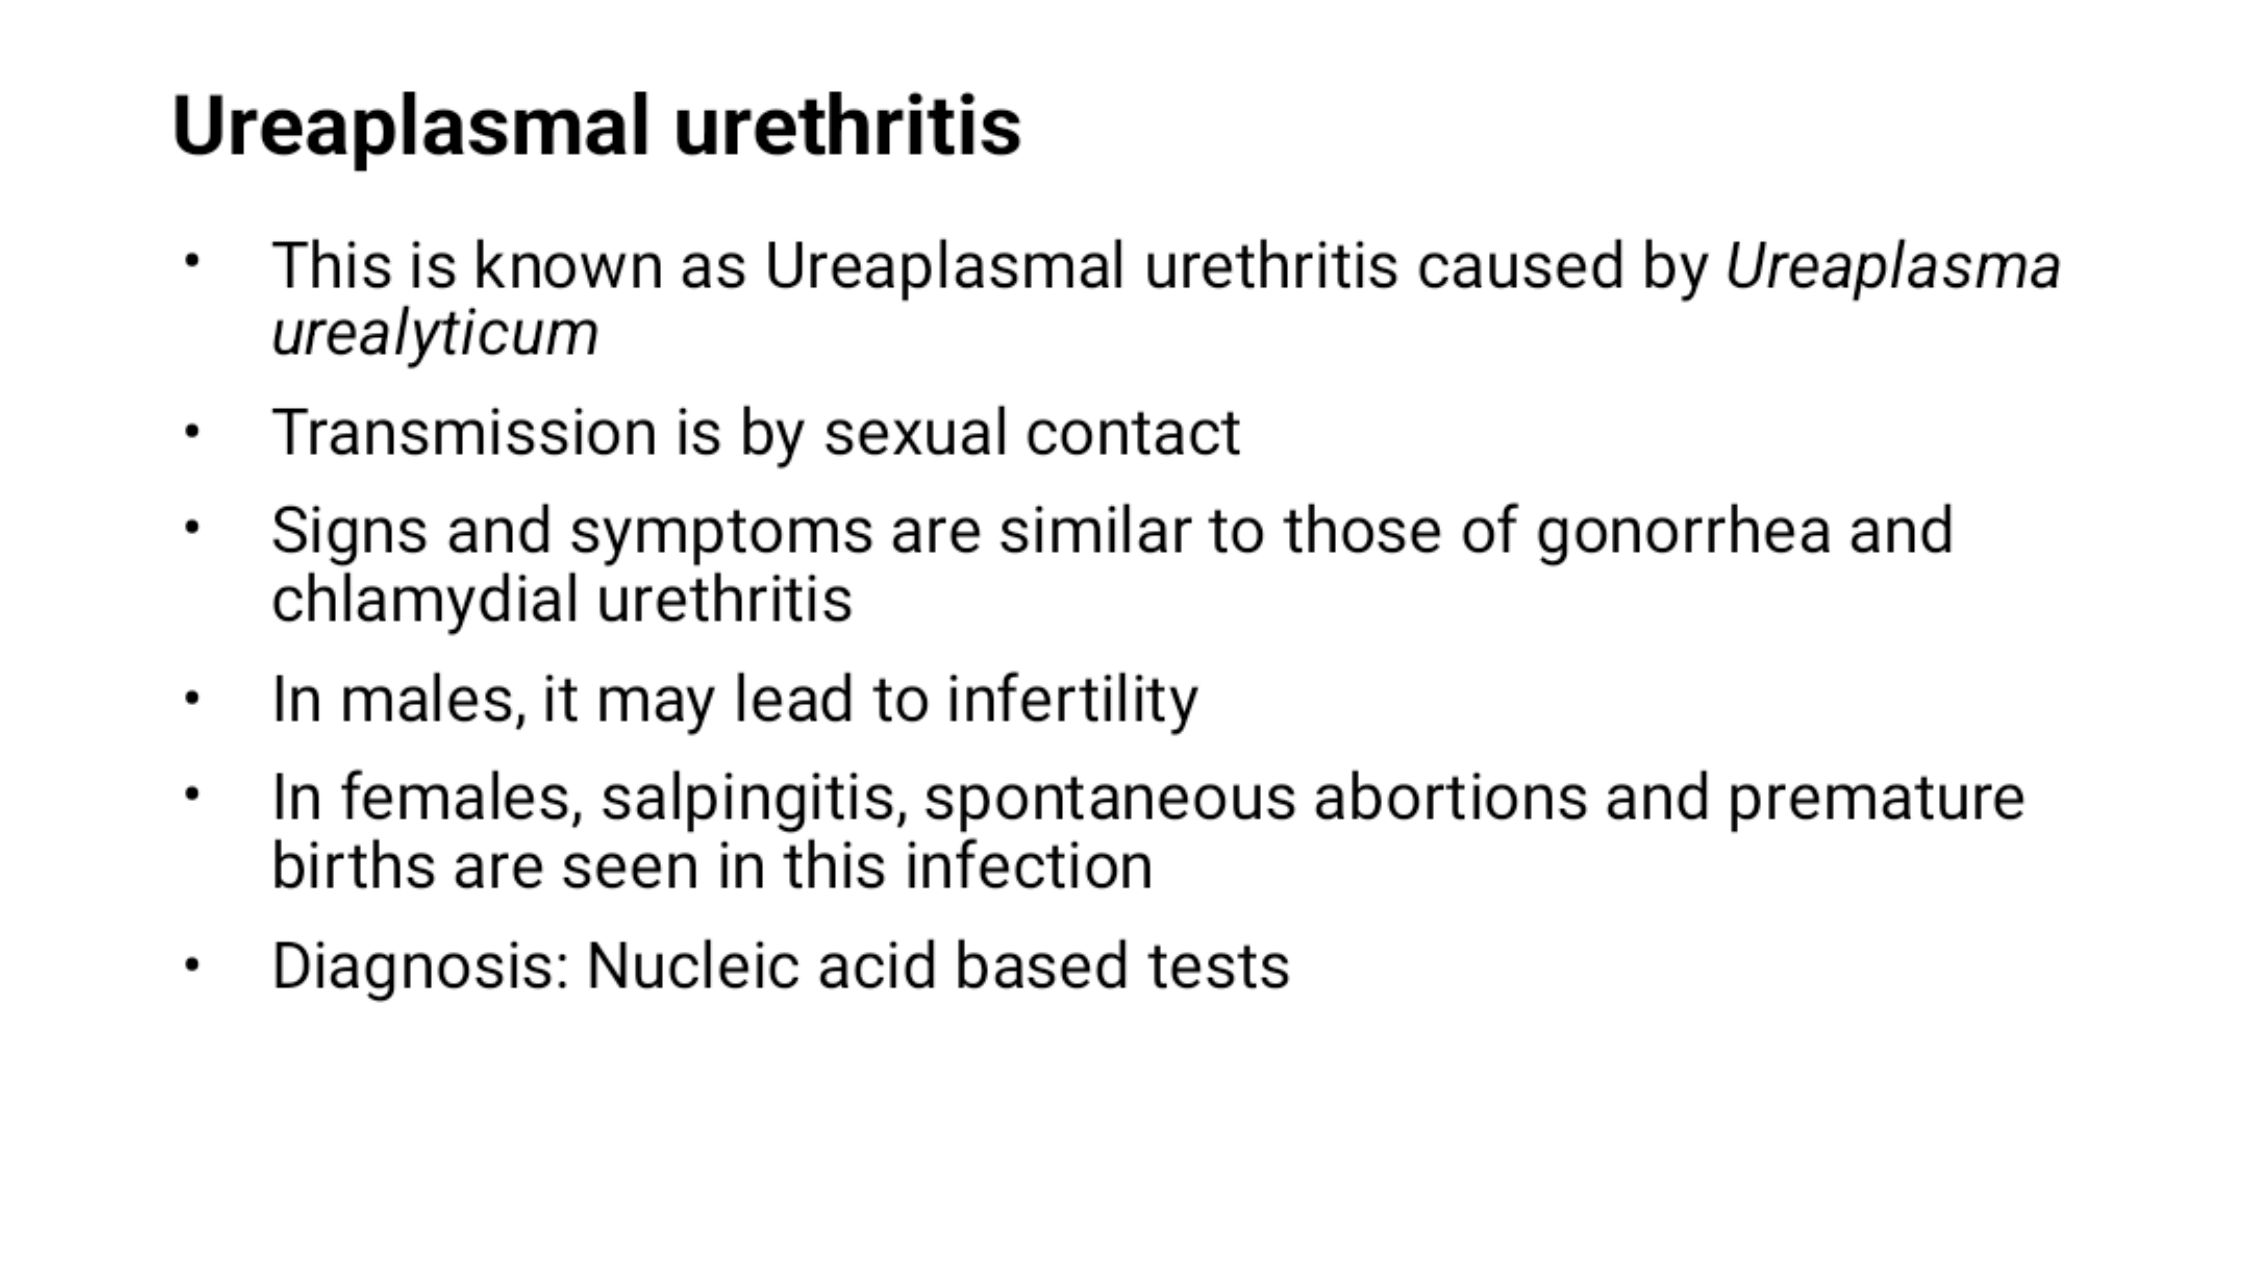 Ureaplasmal urethritis
• This is known as Ureaplasmal urethritis caused by Ureaplasma
urealyticum
• Transmission is by sexual contact
• Signs and symptoms are similar to those of gonorrhea and
chlamydial urethritis
• In males, it may lead to infertility
• In females, salpingitis, spontaneous abortions and premature
births are seen in this infection
• Diagnosis: Nucleic acid based tests